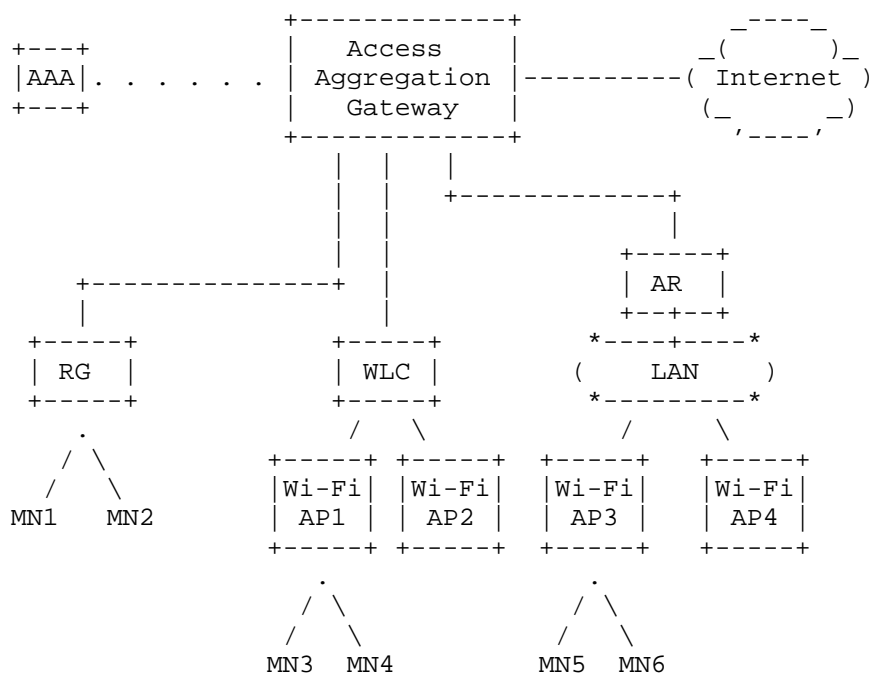 Access
AAA Aggregation Internet
Gateway
AR
RG WLC LAN
Wi-Fi Wi-Fi Wi-Fi Wi-Fi
MN1 MN2 AP1 AP2 AP3 AP4
MN3 MN4 MN5 MN6